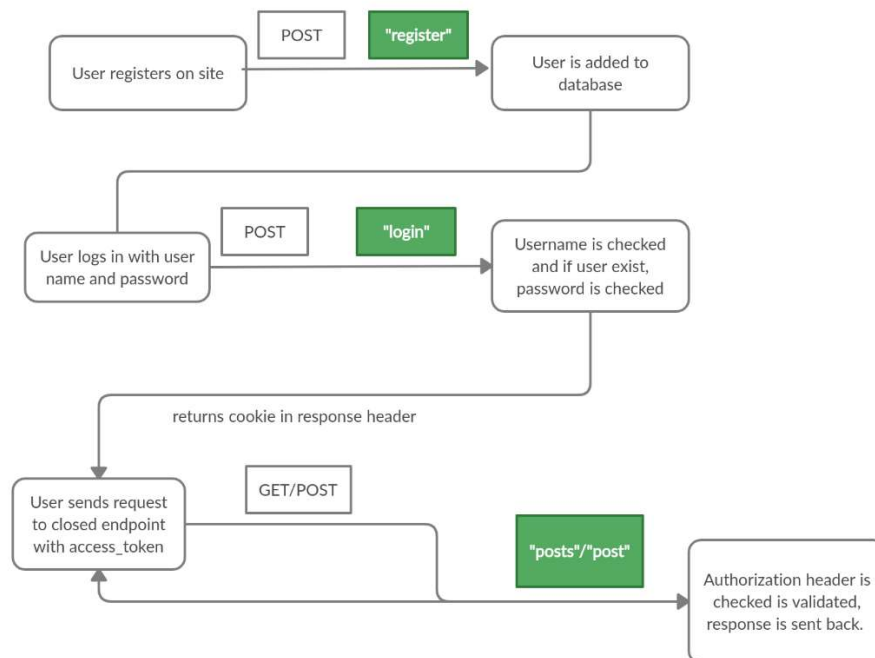 POST
"register"
User registers on site
User is added to
database
POST
"login"
User logs in with user
name and password
Username is checked
and if user exist,
password is checked
returns cookie in response header
GET/POST
User sends request
to closed endpoint
with access_token
"posts"/"post"
Authorization header is
checked is validated,
response is sent back.